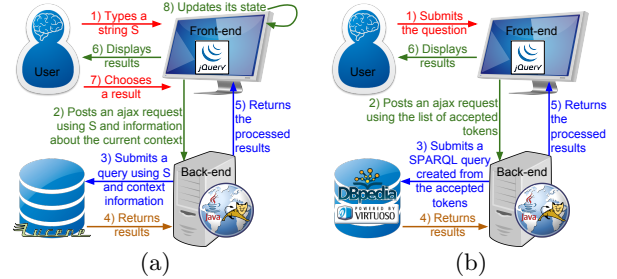 8) Updates its state
1) Types a
string S
Front-end
jQuery
6) Displays
results
User
7) Chooses
a result
2) Posts an ajax request
using S and information
about the current context
5) Returns
the
processed
results
3) Submits a
query using S
and context
information
Back-end
Lucene
Java
4) Returns
results
(a)
1) Submits
the question
Front-end
jQuery
6) Displays
results
User
2) Posts an ajax request
using the list of accepted
tokens
5) Returns
the
processed
results
3) Submits a
SPARQL query
created from
the accepted
tokens
Back-end
DBpedia
POWERED BY
VIRTUOSO
Java
4) Returns
results
(b)